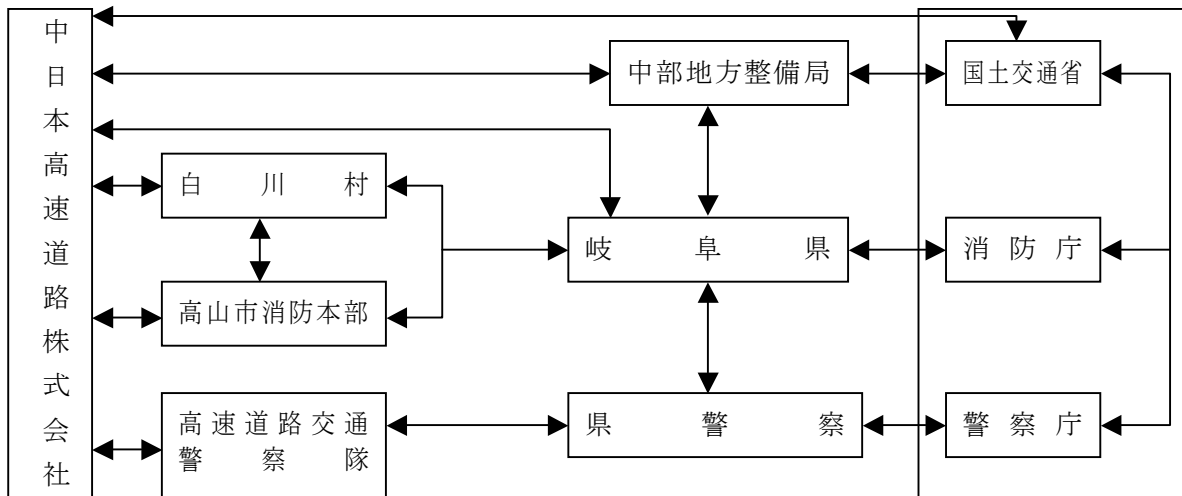 中日本高速道路株式会社
中部地方整備局
国土交通省
白川村
岐阜県
消防庁
高山市消防本部
高速道路交通
警察隊
県警察
警察庁